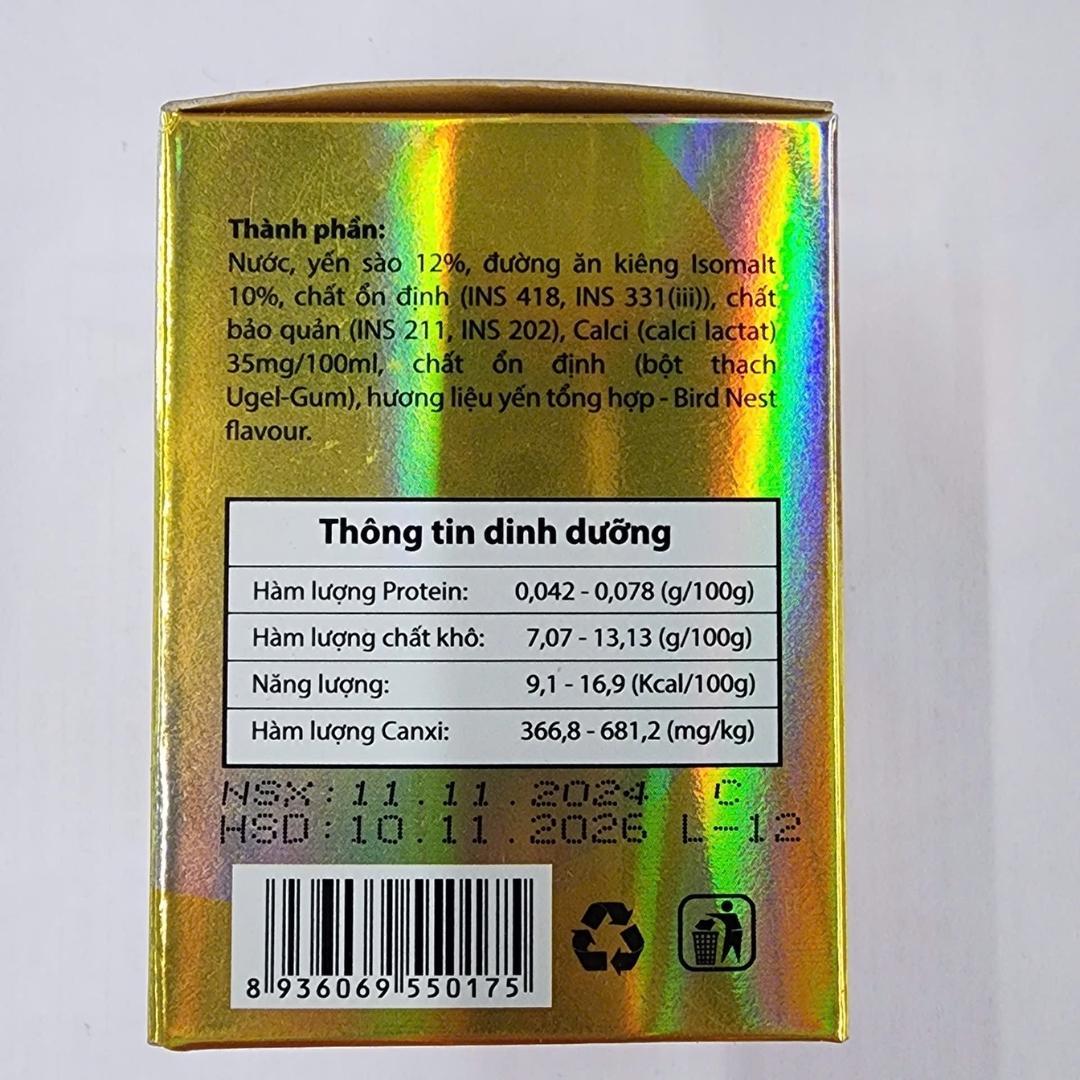 Thành phần:
Nước, yến sào 12%, đường ăn kiêng Isomalt
10%, chất ổn định (INS 418, INS 331(iii)), chất
bảo quản (INS 211, INS 202), Calci (calci lactat)
35mg/100ml, chất ổn định (bột thạch
Ugel-Gum), hương liệu yến tổng hợp - Bird Nest
flavour.
Thông tin dinh dưỡng
Hàm lượng Protein: 0,042 - 0,078 (g/100g)
Hàm lượng chất khô: 7,07 - 13,13 (g/100g)
Năng lượng: 9,1 - 16,9 (Kcal/100g)
Hàm lượng Canxi: 366,8 - 681,2 (mg/kg)
NSX: 11.11.2024 C
HSD: 10.11.2026 L-12
8 936069 550175